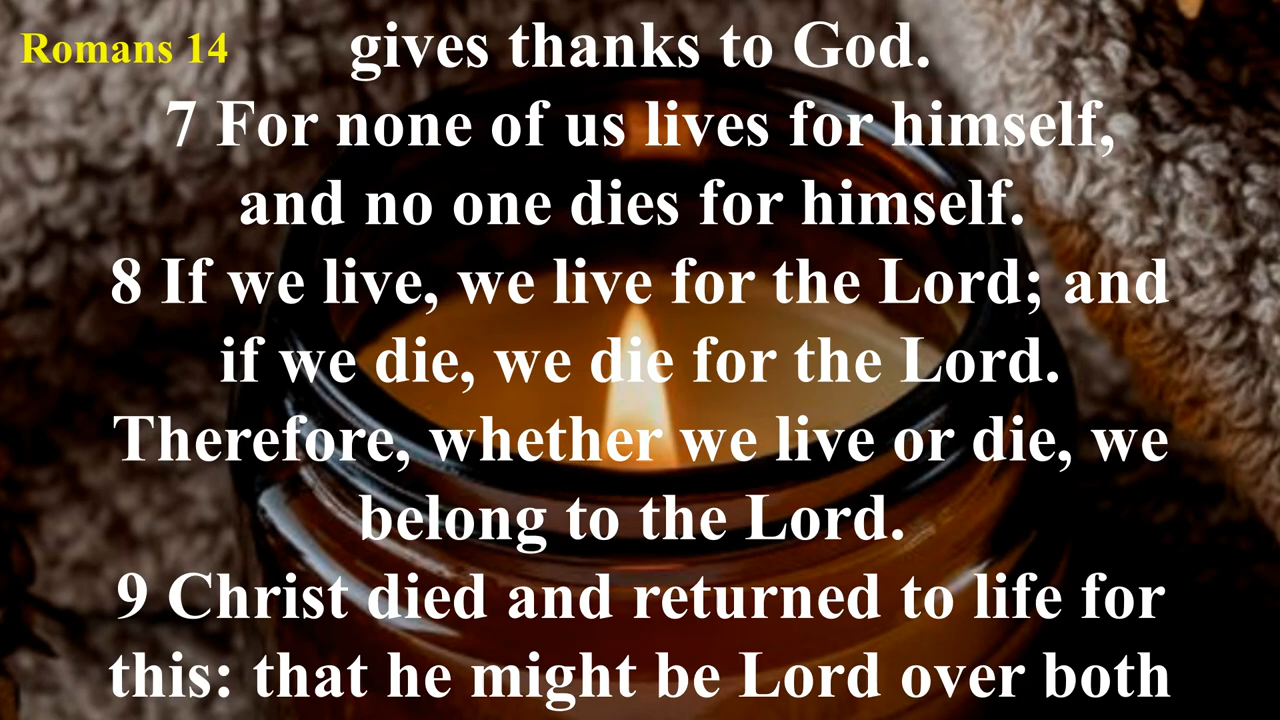 Romans 14
gives thanks to God.
7 For none of us lives for himself,
and no one dies for himself.
8 If we live, we live for the Lord; and
if we die, we die for the Lord.
Therefore, whether we live or die, we
belong to the Lord.
9 Christ died and returned to life for
this: that he might be Lord over both